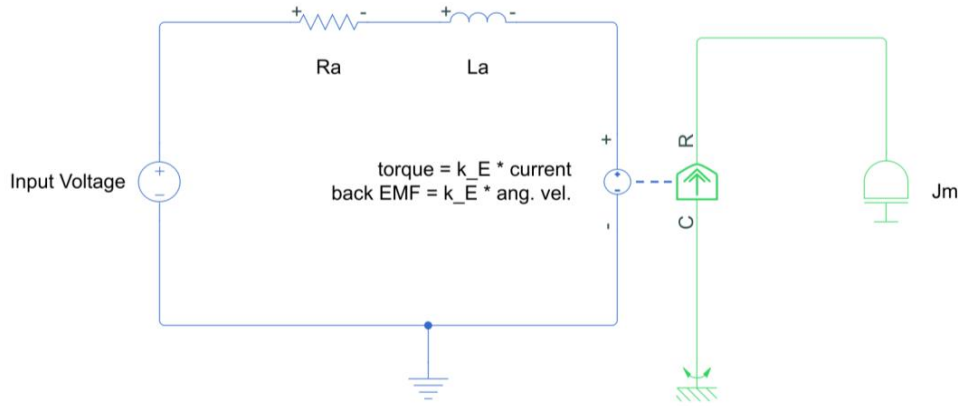 + -
+ -
Ra
La
+
R
torque = k_E * current
back EMF = k_E * ang. vel.
Input Voltage
+
-
+
-
Jm
-
C